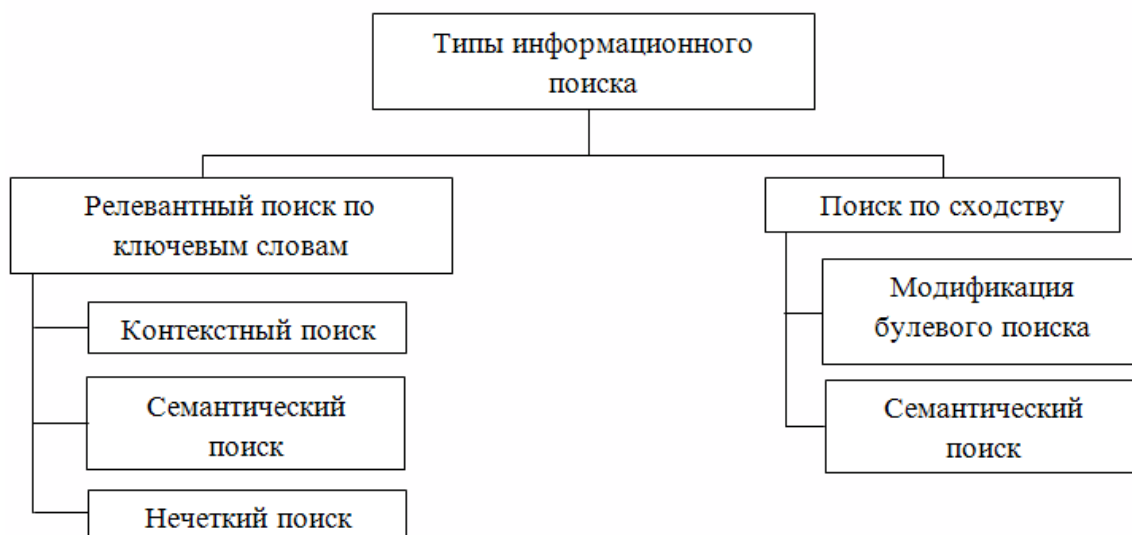 Типы информационного
поиска
Релевантный поиск по
ключевым словам
Контекстный поиск
Семантический
поиск
Нечеткий поиск
Поиск по сходству
Модификация
булевого поиска
Семантический
поиск